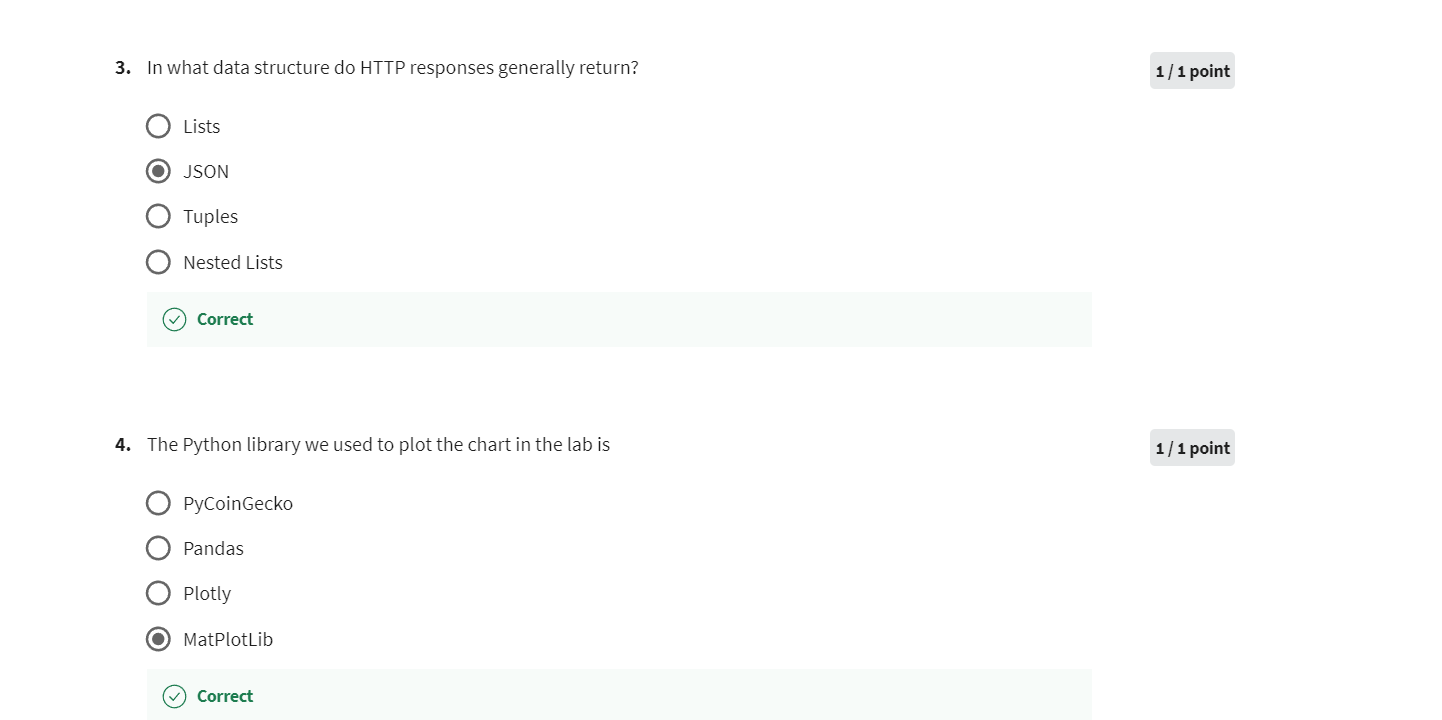 3. In what data structure do HTTP responses generally return?
1 / 1 point
Lists
JSON
Tuples
Nested Lists
Correct
4. The Python library we used to plot the chart in the lab is
1 / 1 point
PyCoinGecko
Pandas
Plotly
MatPlotLib
Correct